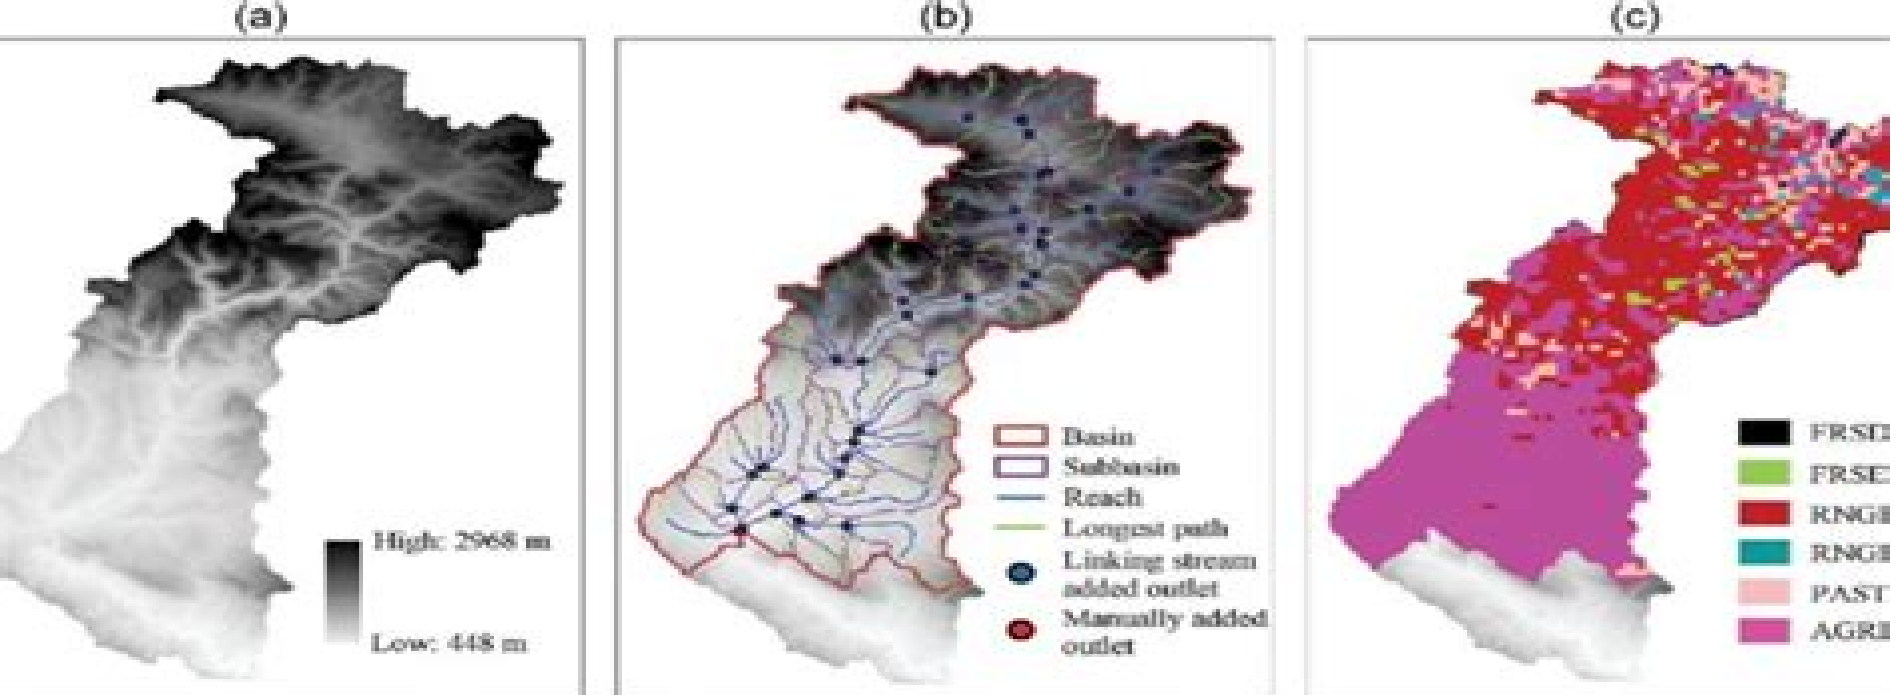 (a)
(b)
(c)
High: 2968 m
Low: 448 m
Basin
Subbasin
Reach
Longest path
Linking stream
added outlet
Manually added
outlet
FRSD
FRSE
RNGE
RNGB
PAST
AGRL